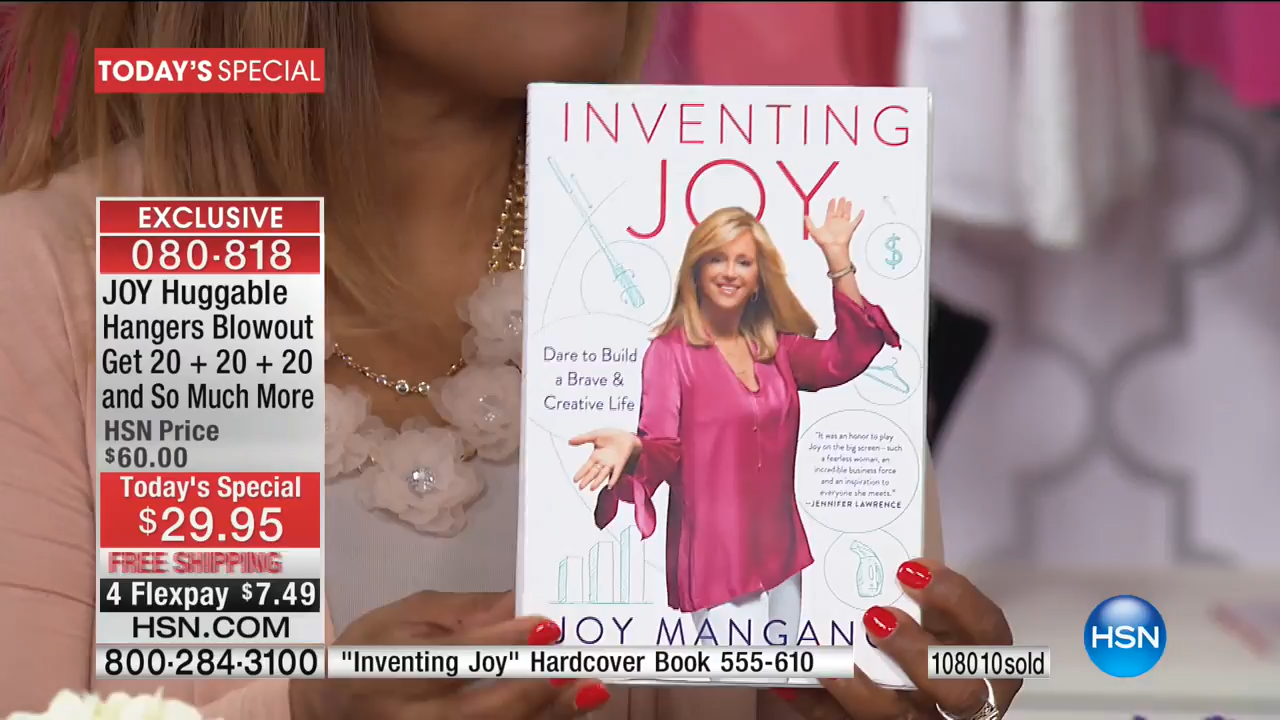 TODAY'S SPECIAL
EXCLUSIVE
080•818
JOY Huggable
Hangers Blowout
Get 20 + 20 + 20
and So Much More
HSN Price
$60.00
Today's Special
$29.95
FREE SHIPPING
4 Flexpay $7.49
HSN.COM
800•284•3100
INVENTING
JOY
$
Dare to Build
a Brave &
Creative Life
"It was an honor to play
Joy on the big screen—such
a fearless woman, an
incredible business force
and an inspiration to
everyone she meets."
—JENNIFER LAWRENCE
JOY MANGANO
"Inventing Joy" Hardcover Book 555-610
108010 sold
HSN